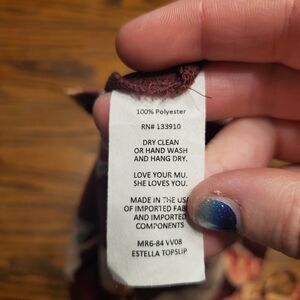 100% Polyester
RN# 133910
DRY CLEAN
OR HAND WASH
AND HANG DRY.
LOVE YOUR MU.
SHE LOVES YOU.
MADE IN THE USA
OF IMPORTED FAB
AND IMPORTED
COMPONENTS
MR6-84 VV08
ESTELLA TOPSLIP